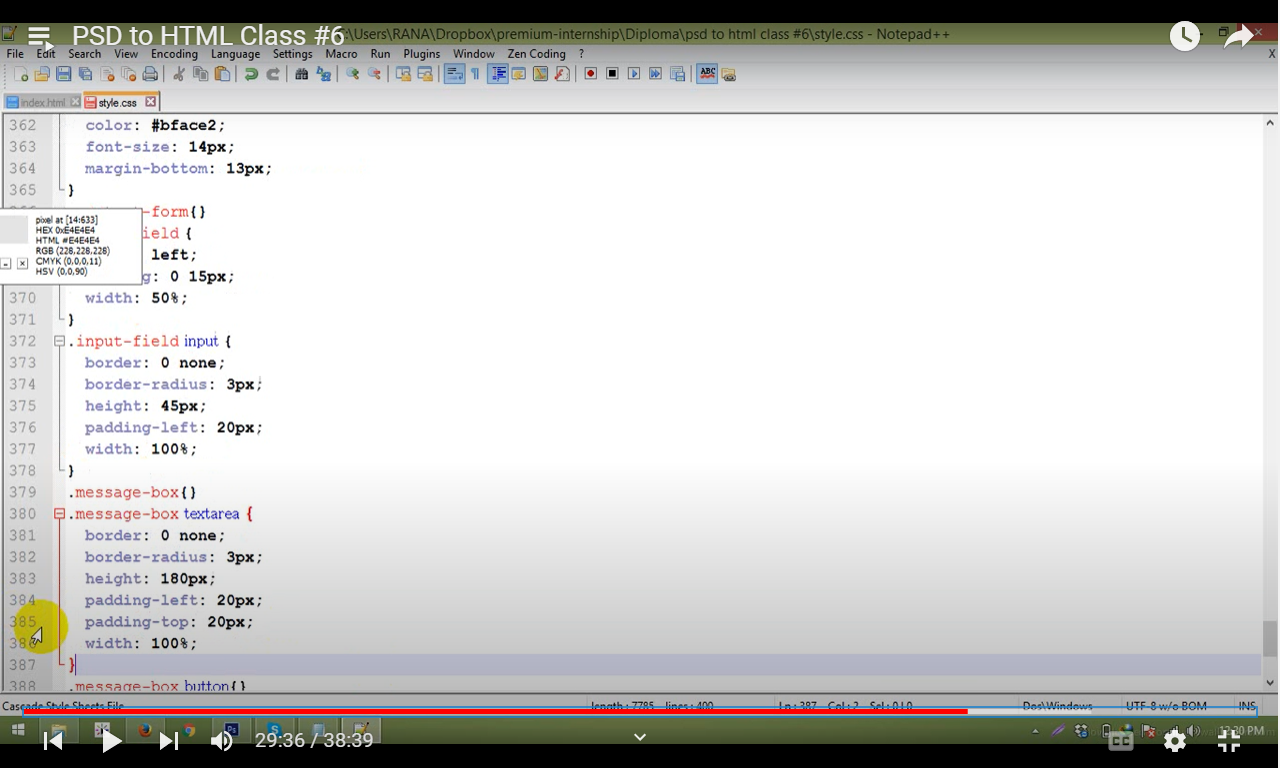 PSD to HTML Class #6
:\Users\RANA\Dropbox\premium-internship\Diploma\psd to html class #6\style.css - Notepad++
File Edit Search View Encoding Language Settings Macro Run Plugins Window Zen Coding ? X
index.html style.css
362 color: #bface2;
363 font-size: 14px;
364 margin-bottom: 13px;
365 }
-form{}
ield {
left;
g: 0 15px;
pixel at [14:633]
HEX 0xE4E4E4
HTML #E4E4E4
RGB (228,228,228)
CMYK (0,0,0,11)
HSV (0,0,90)
370 width: 50%;
371 }
372 .input-field input {
373 border: 0 none;
374 border-radius: 3px;
375 height: 45px;
376 padding-left: 20px;
377 width: 100%;
378 }
379 .message-box{}
380 .message-box textarea {
381 border: 0 none;
382 border-radius: 3px;
383 height: 180px;
384 padding-left: 20px;
385 padding-top: 20px;
386 width: 100%;
387 }
388 .message-box button{}
Cascade Style Sheets File length : 7785 lines : 400 Ln : 387 Col : 2 Sel : 0 | 0 Dos\Windows UTF-8 w/o BOM INS
29:36 / 38:39 CC 12:30 PM